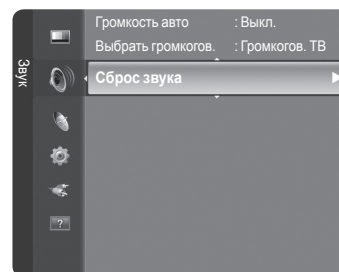 Звук
Громкость авто : Выкл.
Выбрать громкогов. : Громкогов. ТВ
Сброс звука
?